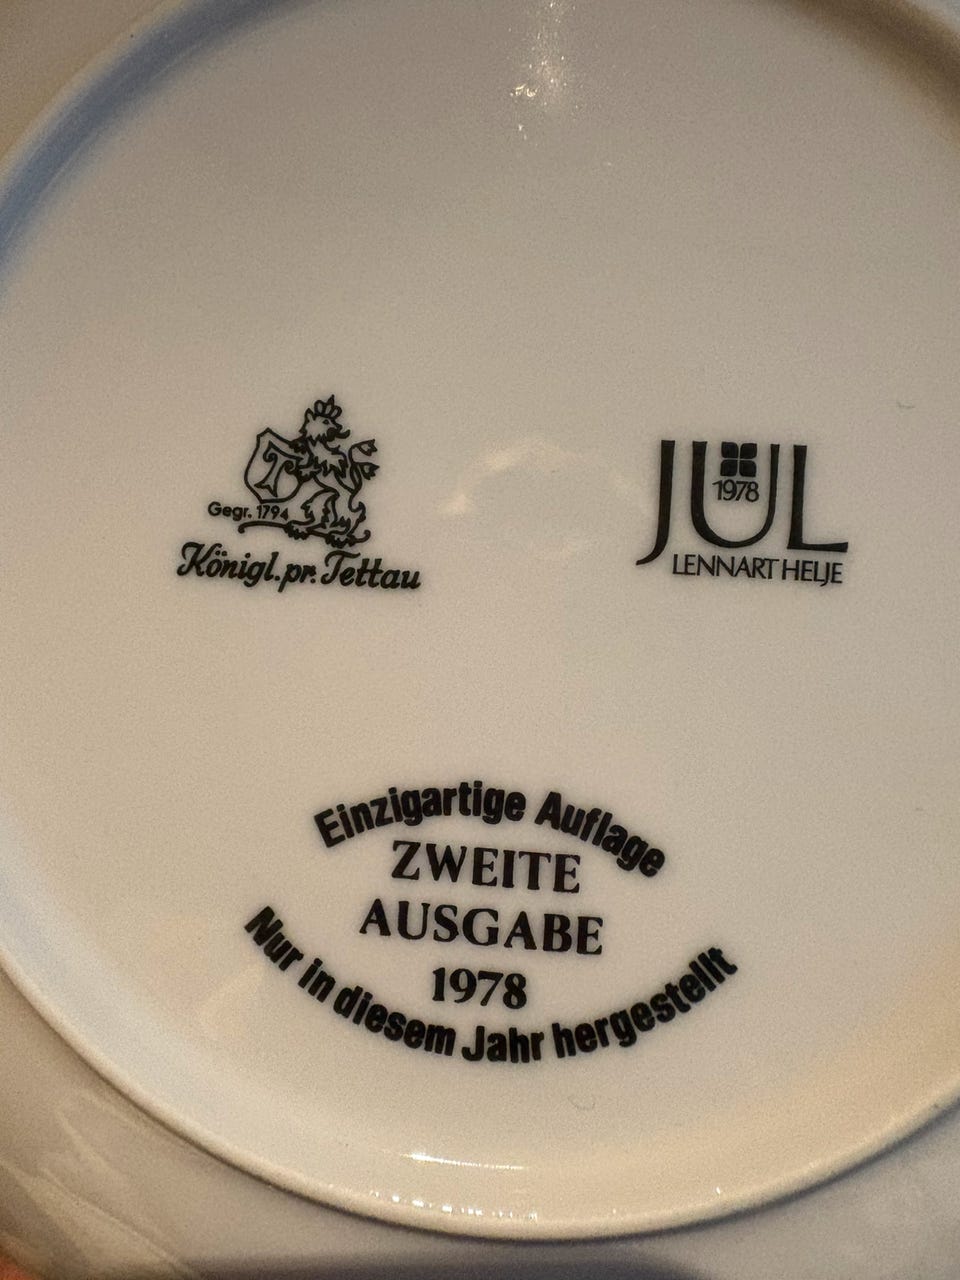 Gegr. 1794
Königl. pr. Tettau
JUL
1978
LENNART HELJE
Einzigartige Auflage
ZWEITE
AUSGABE
1978
Nur in diesem Jahr hergestellt